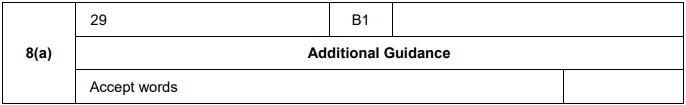 8(a)
29 B1
Additional Guidance
Accept words